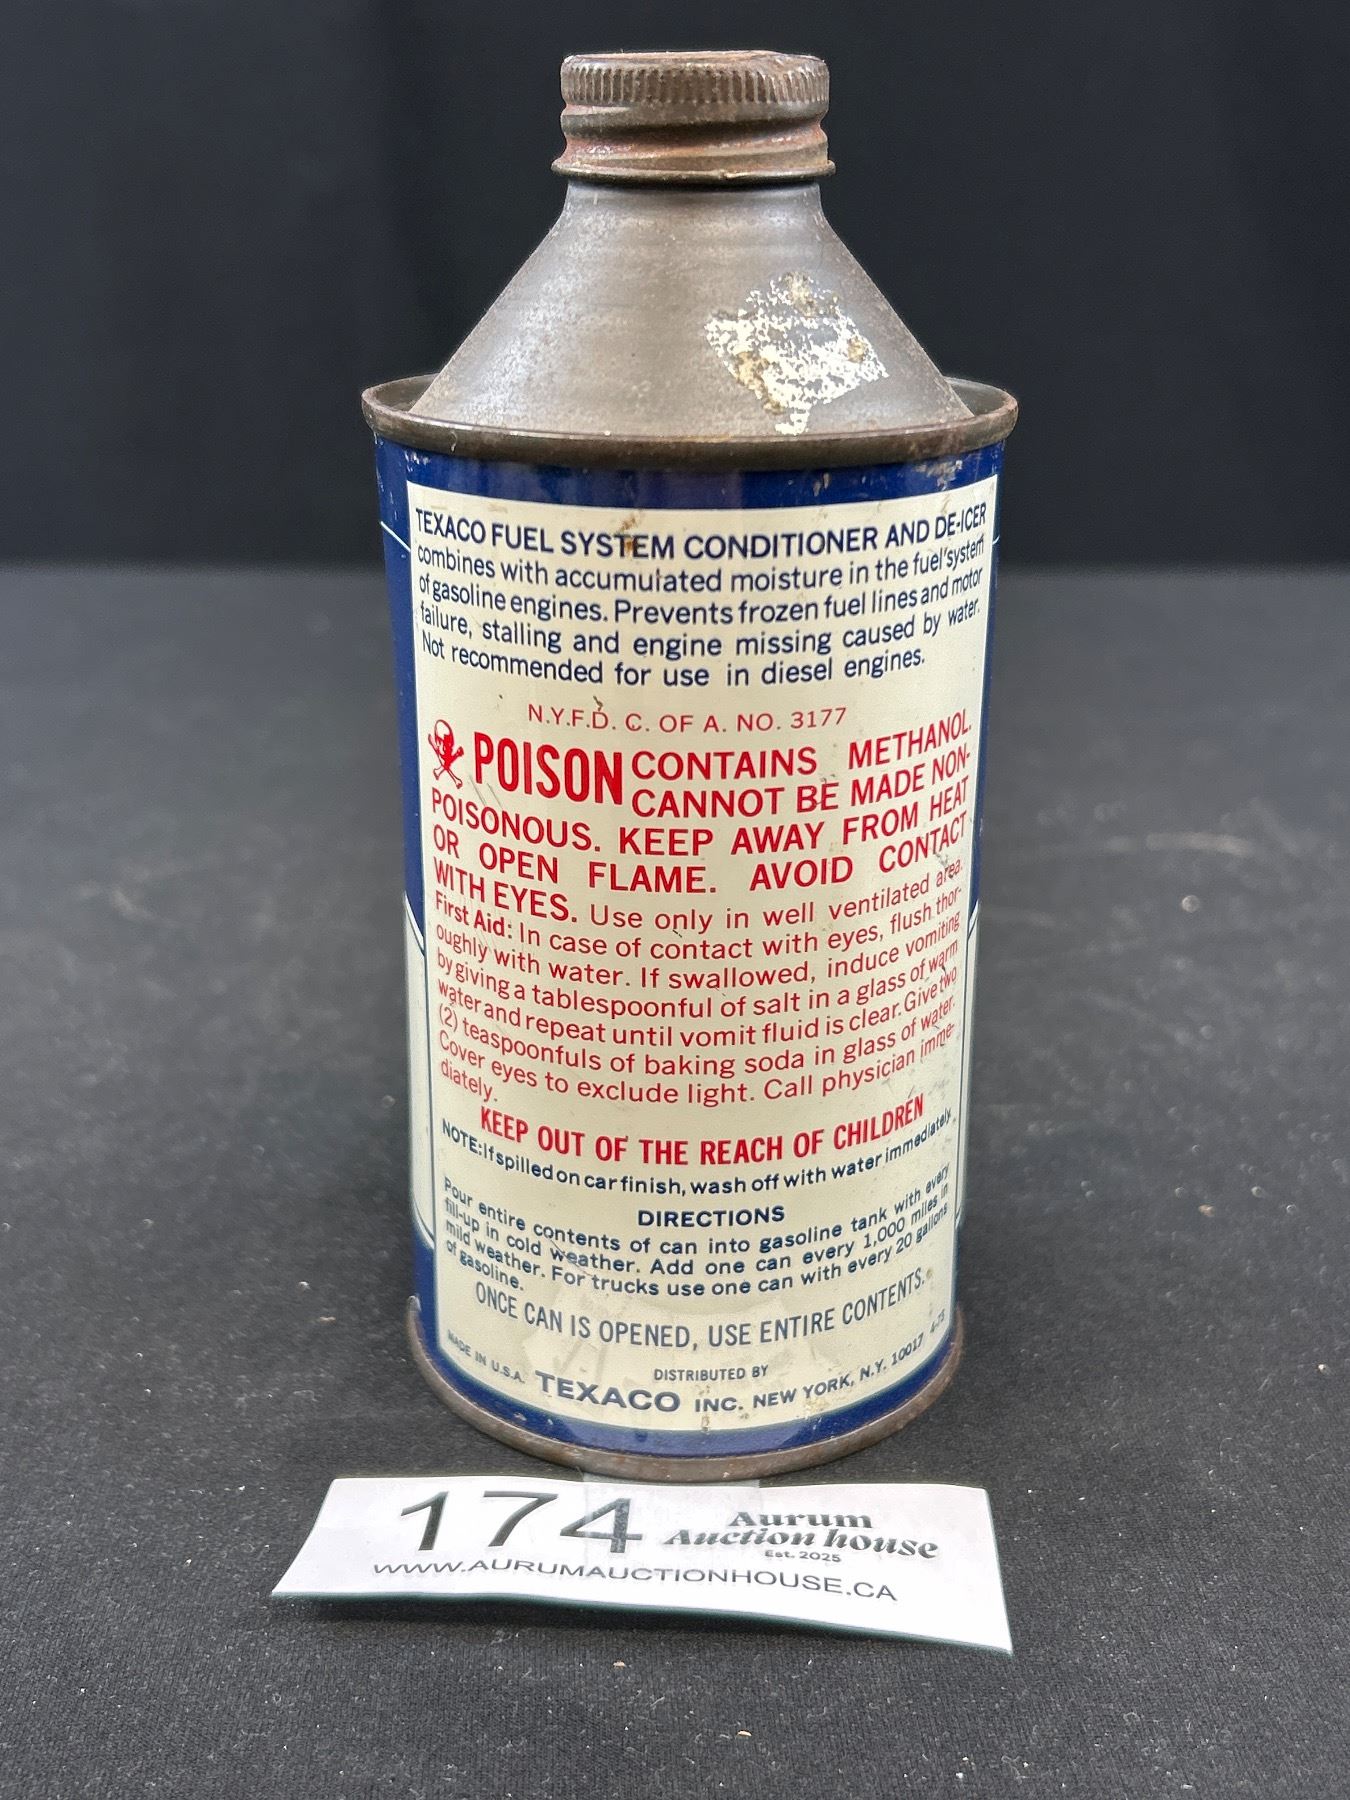 TEXACO FUEL SYSTEM CONDITIONER AND DE-ICER
combines with accumulated moisture in the fuel system
of gasoline engines. Prevents frozen fuel lines and motor
failure, stalling and engine missing caused by water.
Not recommended for use in diesel engines.
N.Y.F.D. C. OF A. NO. 3177
POISON CONTAINS METHANOL.
CANNOT BE MADE NON-
POISONOUS. KEEP AWAY FROM HEAT
OR OPEN FLAME. AVOID CONTACT
WITH EYES. Use only in well ventilated area.
First Aid: In case of contact with eyes, flush thor-
oughly with water. If swallowed, induce vomiting
by giving a tablespoonful of salt in a glass of warm
water and repeat until vomit fluid is clear. Give two
(2) teaspoonfuls of baking soda in glass of water.
Cover eyes to exclude light. Call physician imme-
diately.
KEEP OUT OF THE REACH OF CHILDREN
NOTE: If spilled on car finish, wash off with water immediately.
DIRECTIONS
Pour entire contents of can into gasoline tank with every
fill-up in cold weather. Add one can every 1,000 miles in
mild weather. For trucks use one can with every 20 gallons
of gasoline.
ONCE CAN IS OPENED, USE ENTIRE CONTENTS.
DISTRIBUTED BY
MADE IN U.S.A. TEXACO INC. NEW YORK, N.Y. 10017 4-75
174 Aurum
Auction house
Est. 2025
WWW.AURUMAUCTIONHOUSE.CA